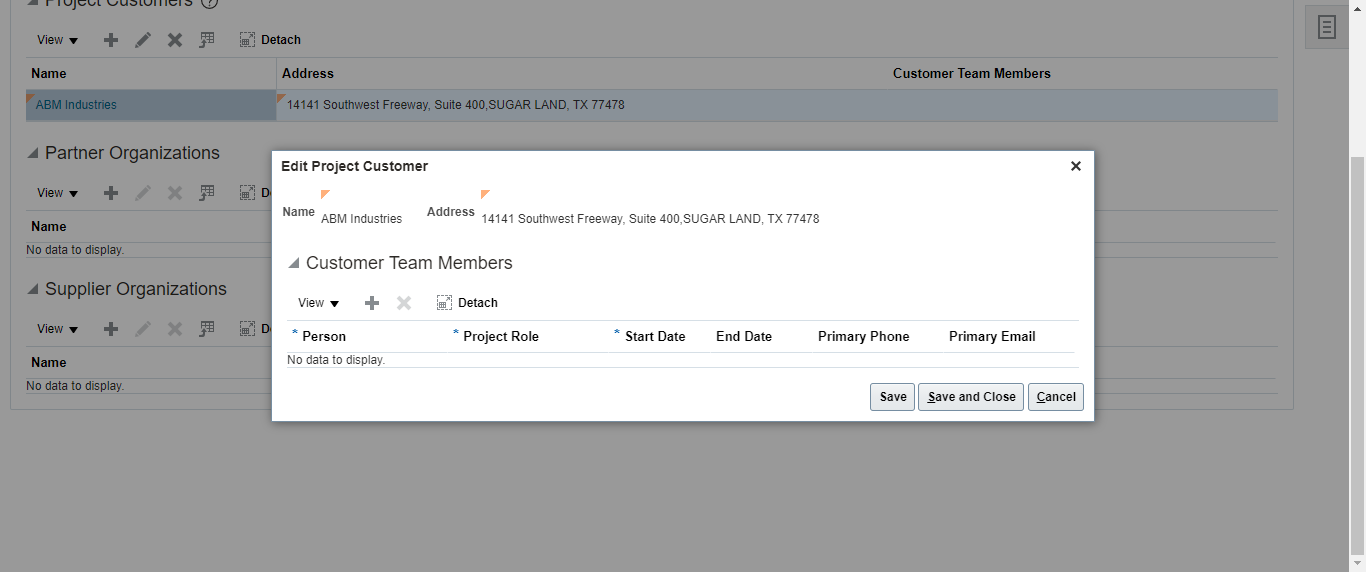 Project Customers ?
View
Detach
Name Address Customer Team Members
ABM Industries 14141 Southwest Freeway, Suite 400,SUGAR LAND, TX 77478
Partner Organizations
View D
Name
No data to display.
Supplier Organizations
View D
Name
No data to display.
Edit Project Customer
Name ABM Industries Address 14141 Southwest Freeway, Suite 400,SUGAR LAND, TX 77478
Customer Team Members
View Detach
* Person * Project Role * Start Date End Date Primary Phone Primary Email
No data to display.
Save Save and Close Cancel